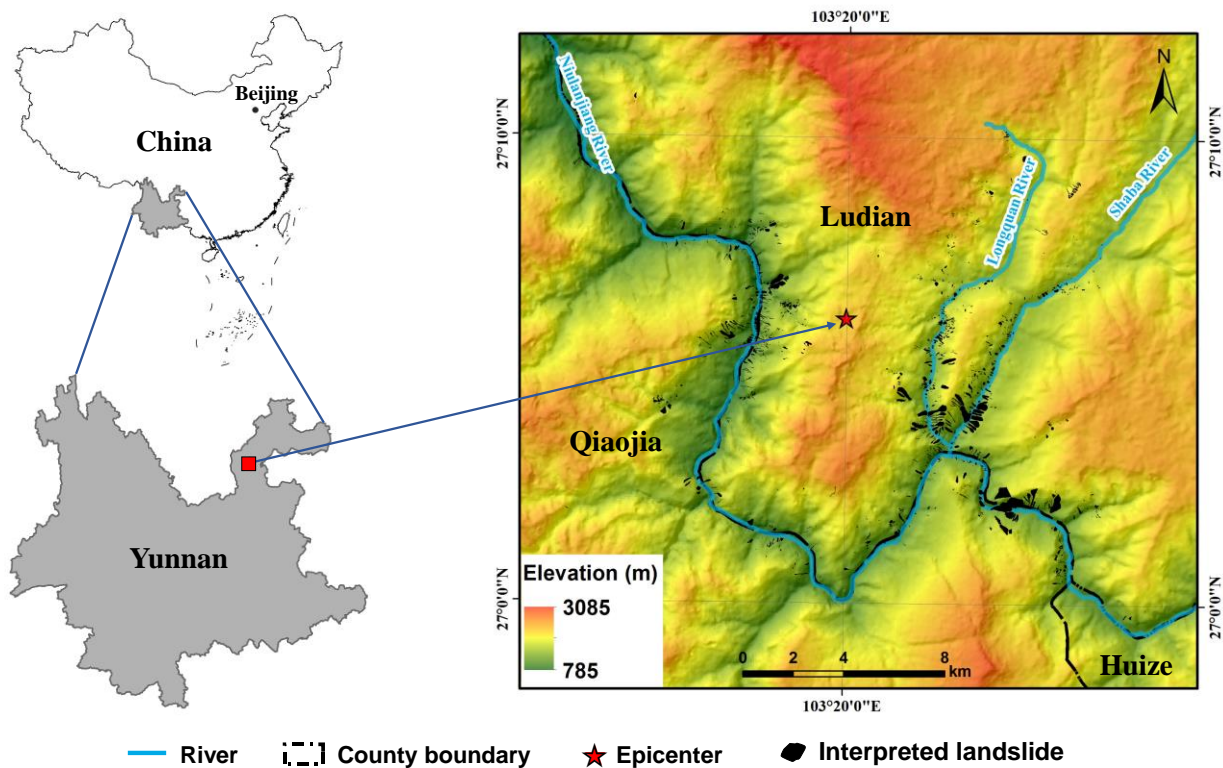 Beijing
China
Yunnan
103°20'0"E
N
27°10'0"N
27°10'0"N
Niulanjiang River
Longquan River
Shaba River
Ludian
Qiaojia
Huize
27°0'0"N
27°0'0"N
Elevation (m)
3085
785
0 2 4 8
km
103°20'0"E
River County boundary Epicenter Interpreted landslide